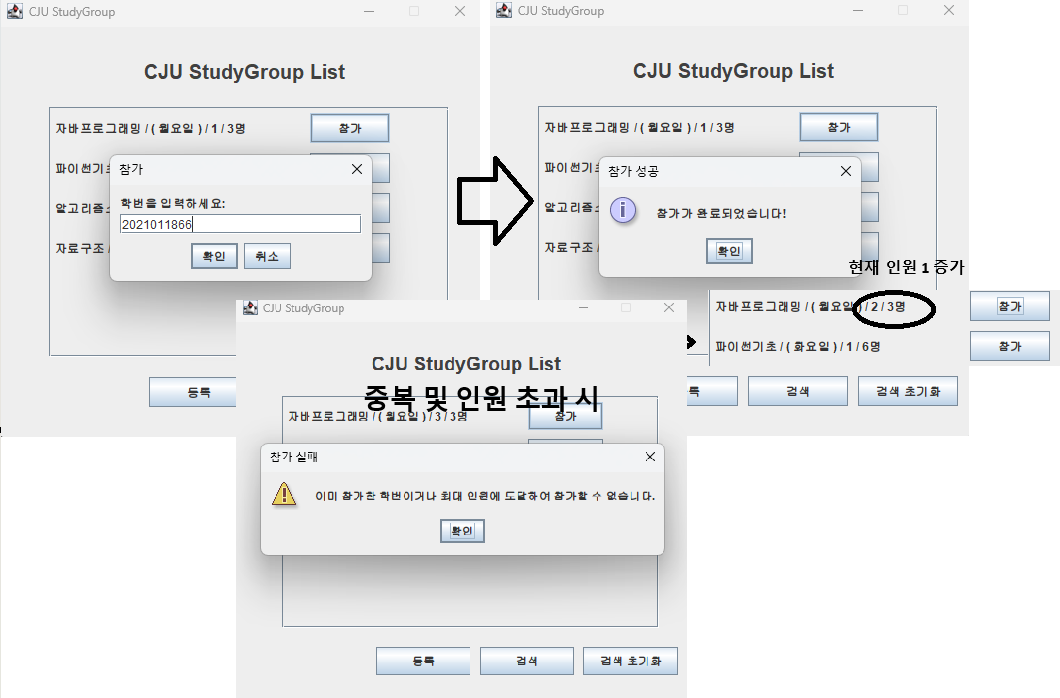 CJU StudyGroup
CJU StudyGroup List
자바프로그래밍 / ( 월요일 ) / 1 / 3명
참가
파이썬기초
알고리즘
자료구조 /
참가
학번을 입력하세요:
2021011866
확인
취소
등록
CJU StudyGroup
CJU StudyGroup List
자바프로그래밍 / ( 월요일 ) / 1 / 3명
참가
파이썬기초
알고리즘
자료구조 /
참가 성공
참가가 완료되었습니다!
확인
현재 인원 1 증가
자바프로그래밍 / ( 월요일 ) / 2 / 3명
참가
파이썬기초 / ( 화요일 ) / 1 / 6명
참가
록
검색
검색 초기화
CJU StudyGroup
CJU StudyGroup List
중복 및 인원 초과 시
자바프로그래밍 / ( 월요일 ) / 3 / 3명
참가
참가 실패
이미 참가한 학번이거나 최대 인원에 도달하여 참가할 수 없습니다.
확인
등록
검색
검색 초기화